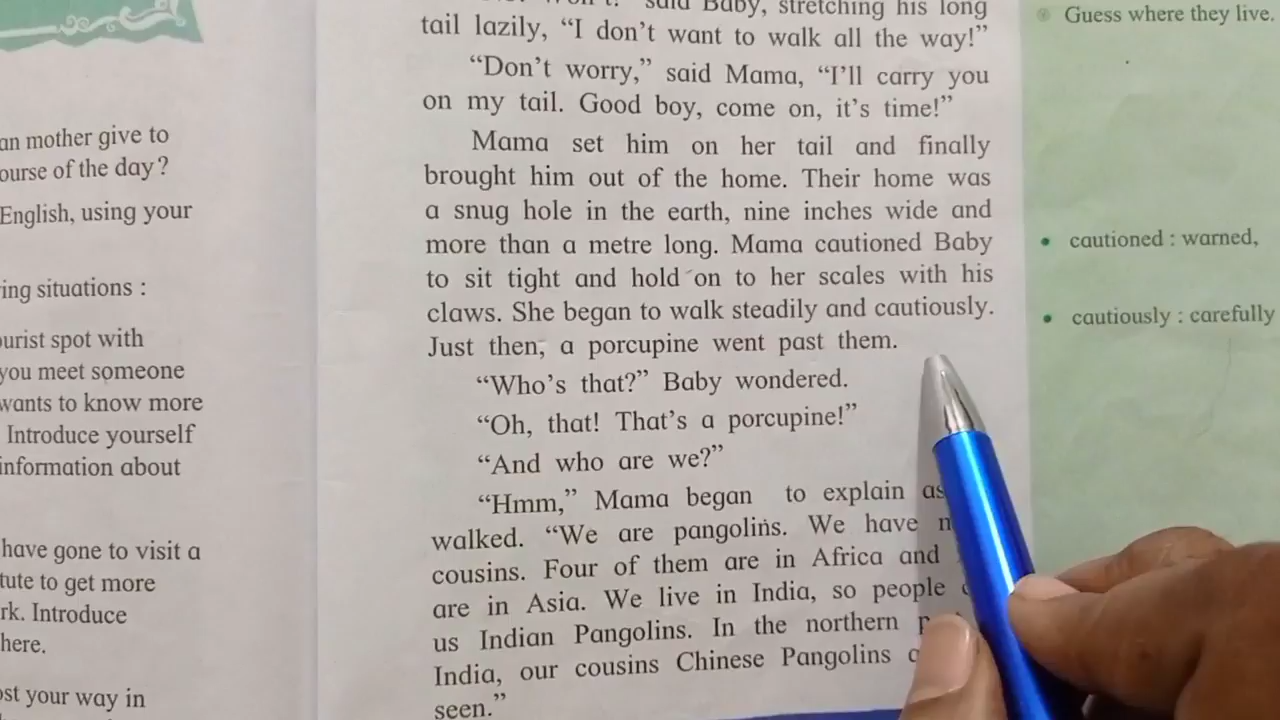 an mother give to
ourse of the day?
English, using your
ing situations :
urist spot with
you meet someone
wants to know more
Introduce yourself
information about
have gone to visit a
tute to get more
rk. Introduce
here.
ost your way in
said Baby, stretching his long
tail lazily, “I don’t want to walk all the way!”
“Don’t worry,” said Mama, “I’ll carry you
on my tail. Good boy, come on, it’s time!”
Mama set him on her tail and finally
brought him out of the home. Their home was
a snug hole in the earth, nine inches wide and
more than a metre long. Mama cautioned Baby
to sit tight and hold on to her scales with his
claws. She began to walk steadily and cautiously.
Just then, a porcupine went past them.
“Who’s that?” Baby wondered.
“Oh, that! That’s a porcupine!”
“And who are we?”
“Hmm,” Mama began to explain as
walked. “We are pangolins. We have
cousins. Four of them are in Africa and
are in Asia. We live in India, so people
us Indian Pangolins. In the northern
India, our cousins Chinese Pangolins
seen.”
Guess where they live.
• cautioned : warned,
• cautiously : carefully